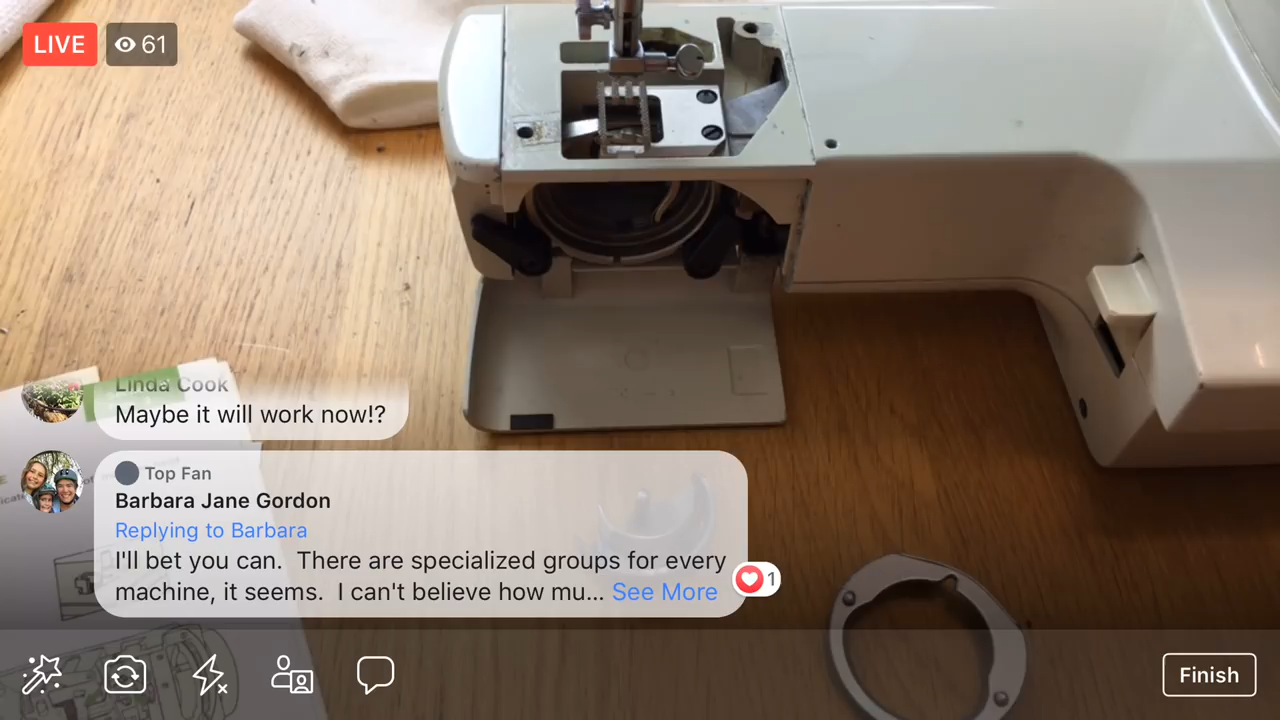 LIVE
61
Linda Cook
Maybe it will work now!?
Top Fan
Barbara Jane Gordon
Replying to Barbara
I'll bet you can.  There are specialized groups for every
machine, it seems.  I can't believe how mu... See More
1
Finish